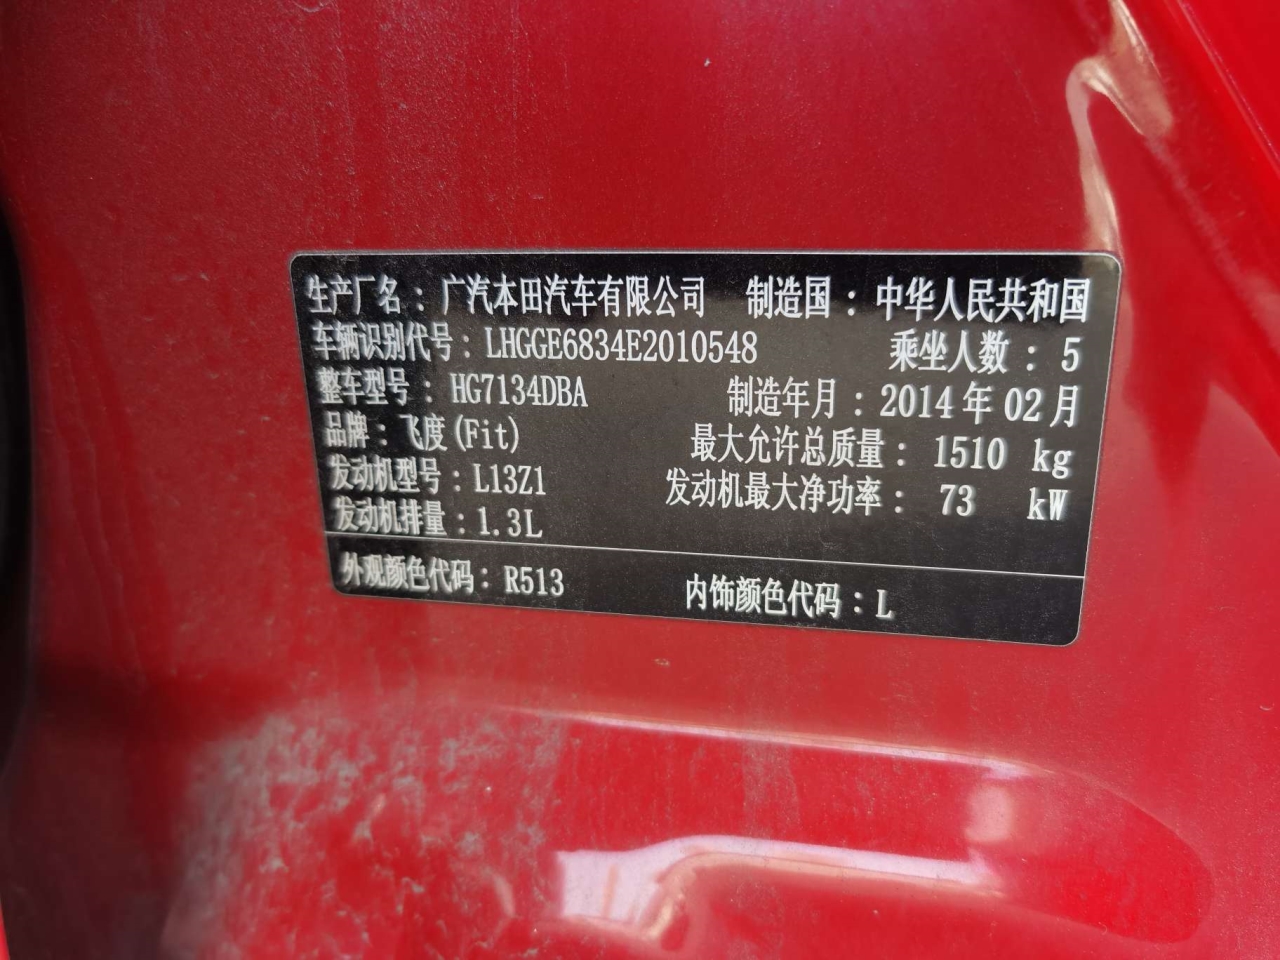 生产厂名：广汽本田汽车有限公司 制造国：中华人民共和国
车辆识别代号：LHGGE6834E2010548 乘坐人数：5
整车型号：HG7134DBA 制造年月：2014年02月
品牌：飞度(Fit) 最大允许总质量：1510 kg
发动机型号：L13Z1 发动机最大净功率：73 kW
发动机排量：1.3L
外观颜色代码：R513 内饰颜色代码：L